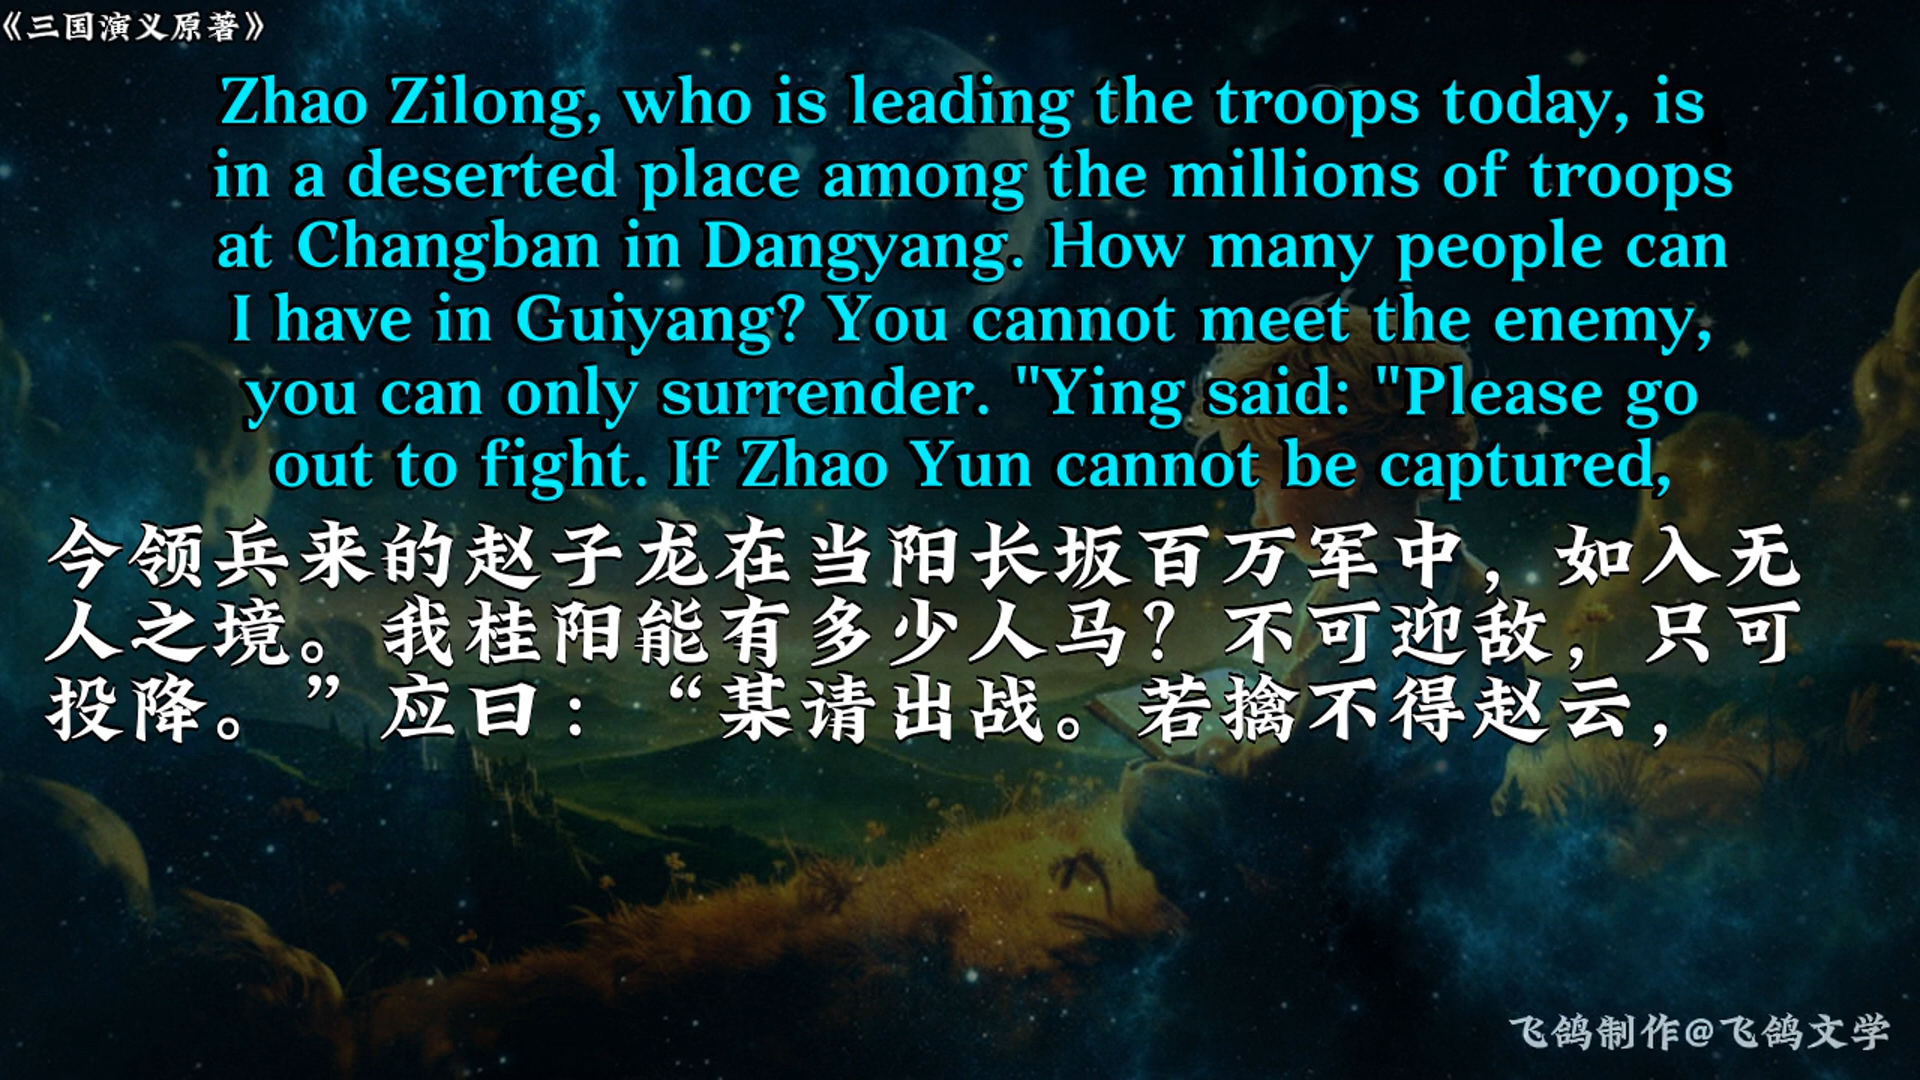 《三国演义原著》
Zhao Zilong, who is leading the troops today, is
in a deserted place among the millions of troops
at Changban in Dangyang. How many people can
I have in Guiyang? You cannot meet the enemy,
you can only surrender. "Ying said: "Please go
out to fight. If Zhao Yun cannot be captured,
今领兵来的赵子龙在当阳长坂百万军中，如入无
人之境。我桂阳能有多少人马？不可迎敌，只可
投降。”应曰：“某请出战。若擒不得赵云，
飞鸽制作@飞鸽文学